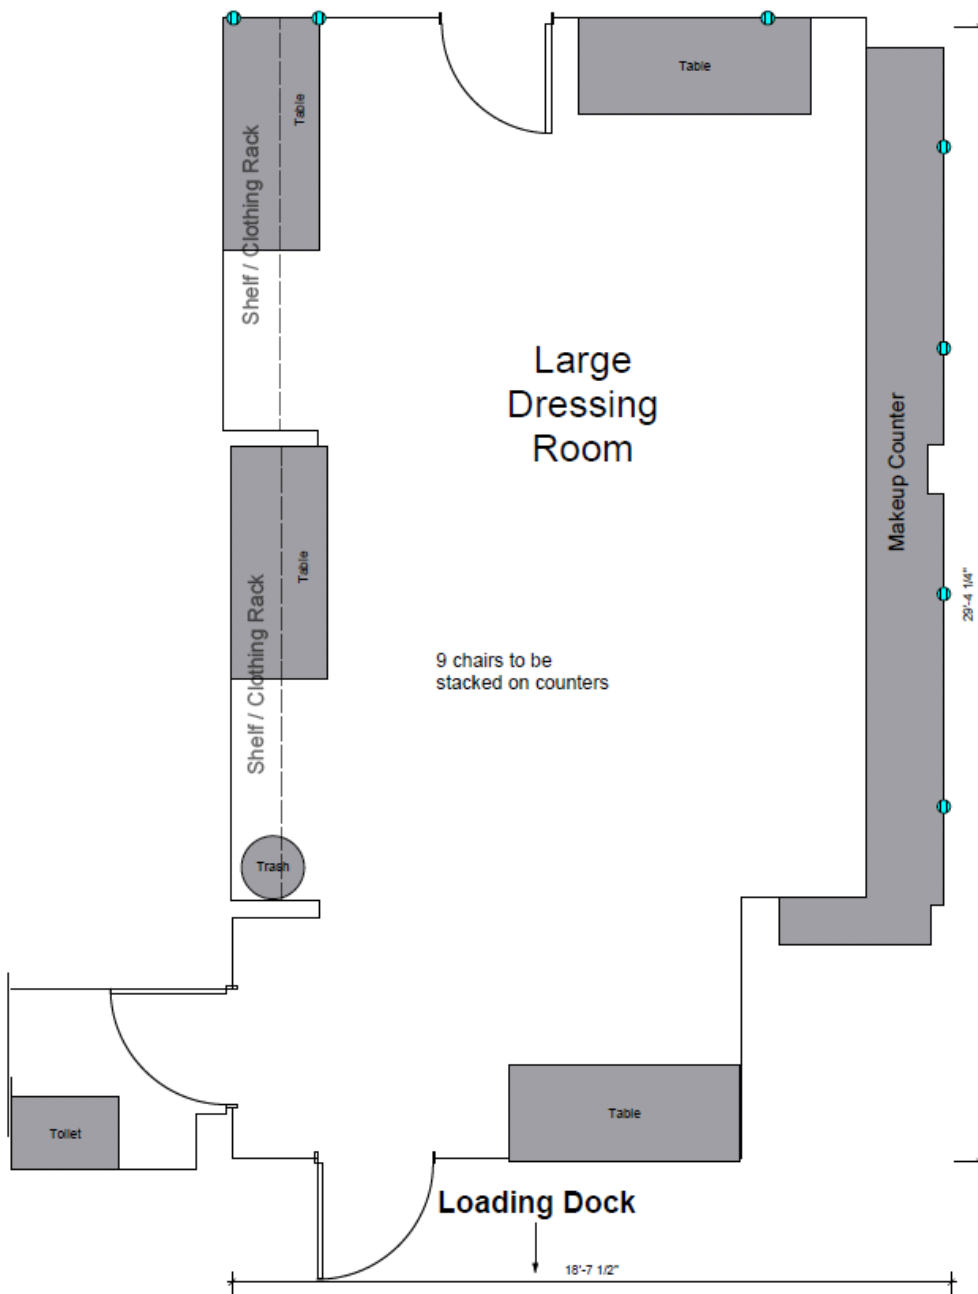 Table
Table
Shelf / Clothing Rack
Large
Dressing
Room
Makeup Counter
Table
Shelf / Clothing Rack
29'-4 1/4"
9 chairs to be
stacked on counters
Trash
Toilet
Table
Loading Dock
18'-7 1/2"